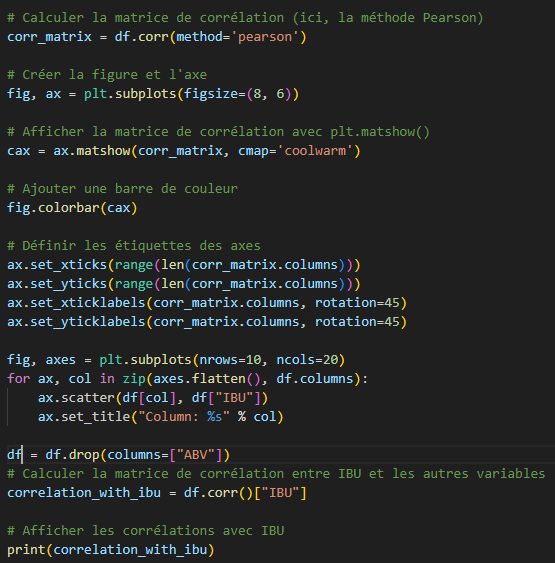 # Calculer la matrice de corrélation (ici, la méthode Pearson)
corr_matrix = df.corr(method='pearson')
# Créer la figure et l'axe
fig, ax = plt.subplots(figsize=(8, 6))
# Afficher la matrice de corrélation avec plt.matshow()
cax = ax.matshow(corr_matrix, cmap='coolwarm')
# Ajouter une barre de couleur
fig.colorbar(cax)
# Définir les étiquettes des axes
ax.set_xticks(range(len(corr_matrix.columns)))
ax.set_yticks(range(len(corr_matrix.columns)))
ax.set_xticklabels(corr_matrix.columns, rotation=45)
ax.set_yticklabels(corr_matrix.columns, rotation=45)
fig, axes = plt.subplots(nrows=10, ncols=20)
for ax, col in zip(axes.flatten(), df.columns):
    ax.scatter(df[col], df["IBU"])
    ax.set_title("Column: %s" % col)
df = df.drop(columns=["ABV"])
# Calculer la matrice de corrélation entre IBU et les autres variables
correlation_with_ibu = df.corr()["IBU"]
# Afficher les corrélations avec IBU
print(correlation_with_ibu)